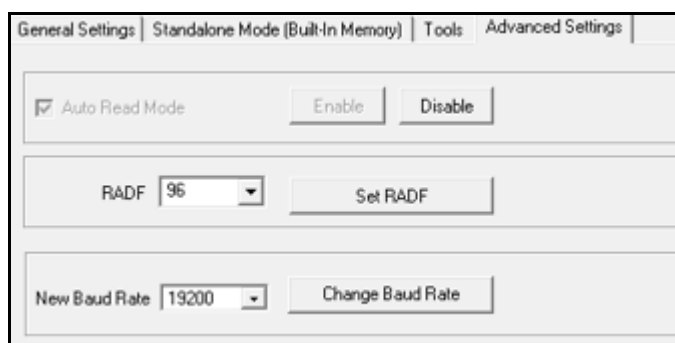 General Settings Standalone Mode (Built-In Memory) Tools Advanced Settings
Auto Read Mode Enable Disable
RADF 96 Set RADF
New Baud Rate 19200 Change Baud Rate